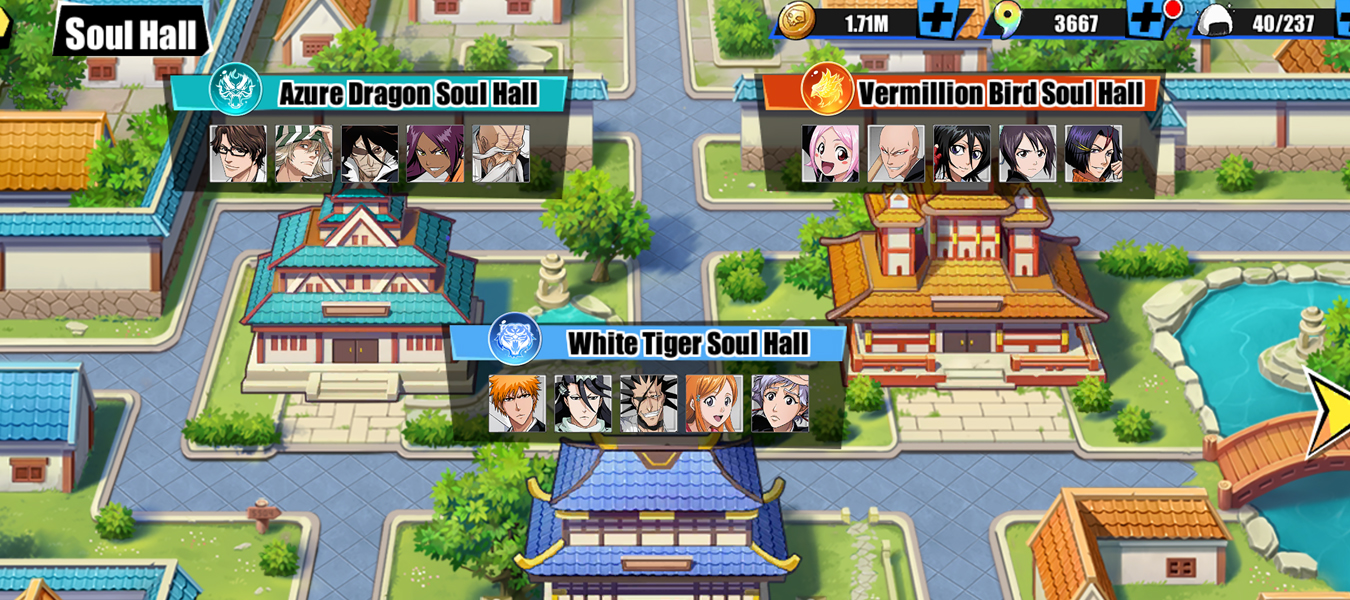 Soul Hall
1.71M
3667
40/237
Azure Dragon Soul Hall
Vermillion Bird Soul Hall
White Tiger Soul Hall